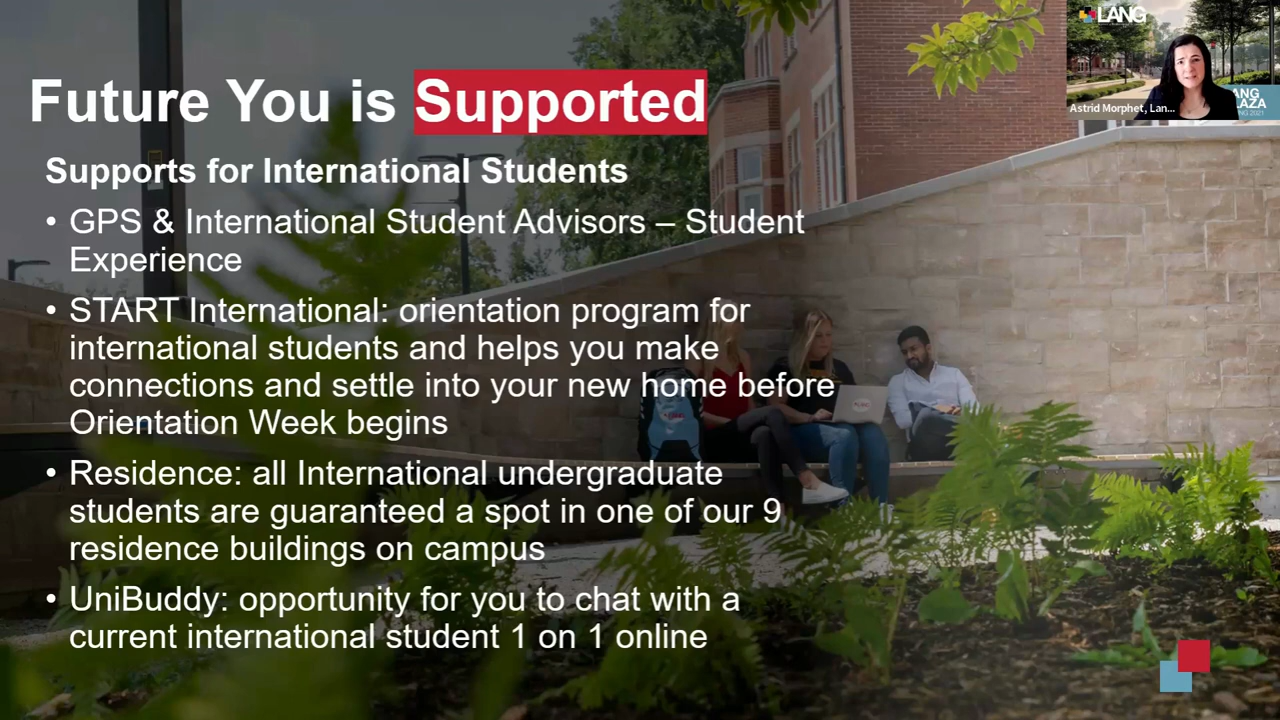 LANG
Future You is Supported
Astrid Morphet, Lan...
ANG
LAZA
Supports for International Students
• GPS & International Student Advisors – Student
Experience
• START International: orientation program for
international students and helps you make
connections and settle into your new home before
Orientation Week begins
• Residence: all International undergraduate
students are guaranteed a spot in one of our 9
residence buildings on campus
• UniBuddy: opportunity for you to chat with a
current international student 1 on 1 online